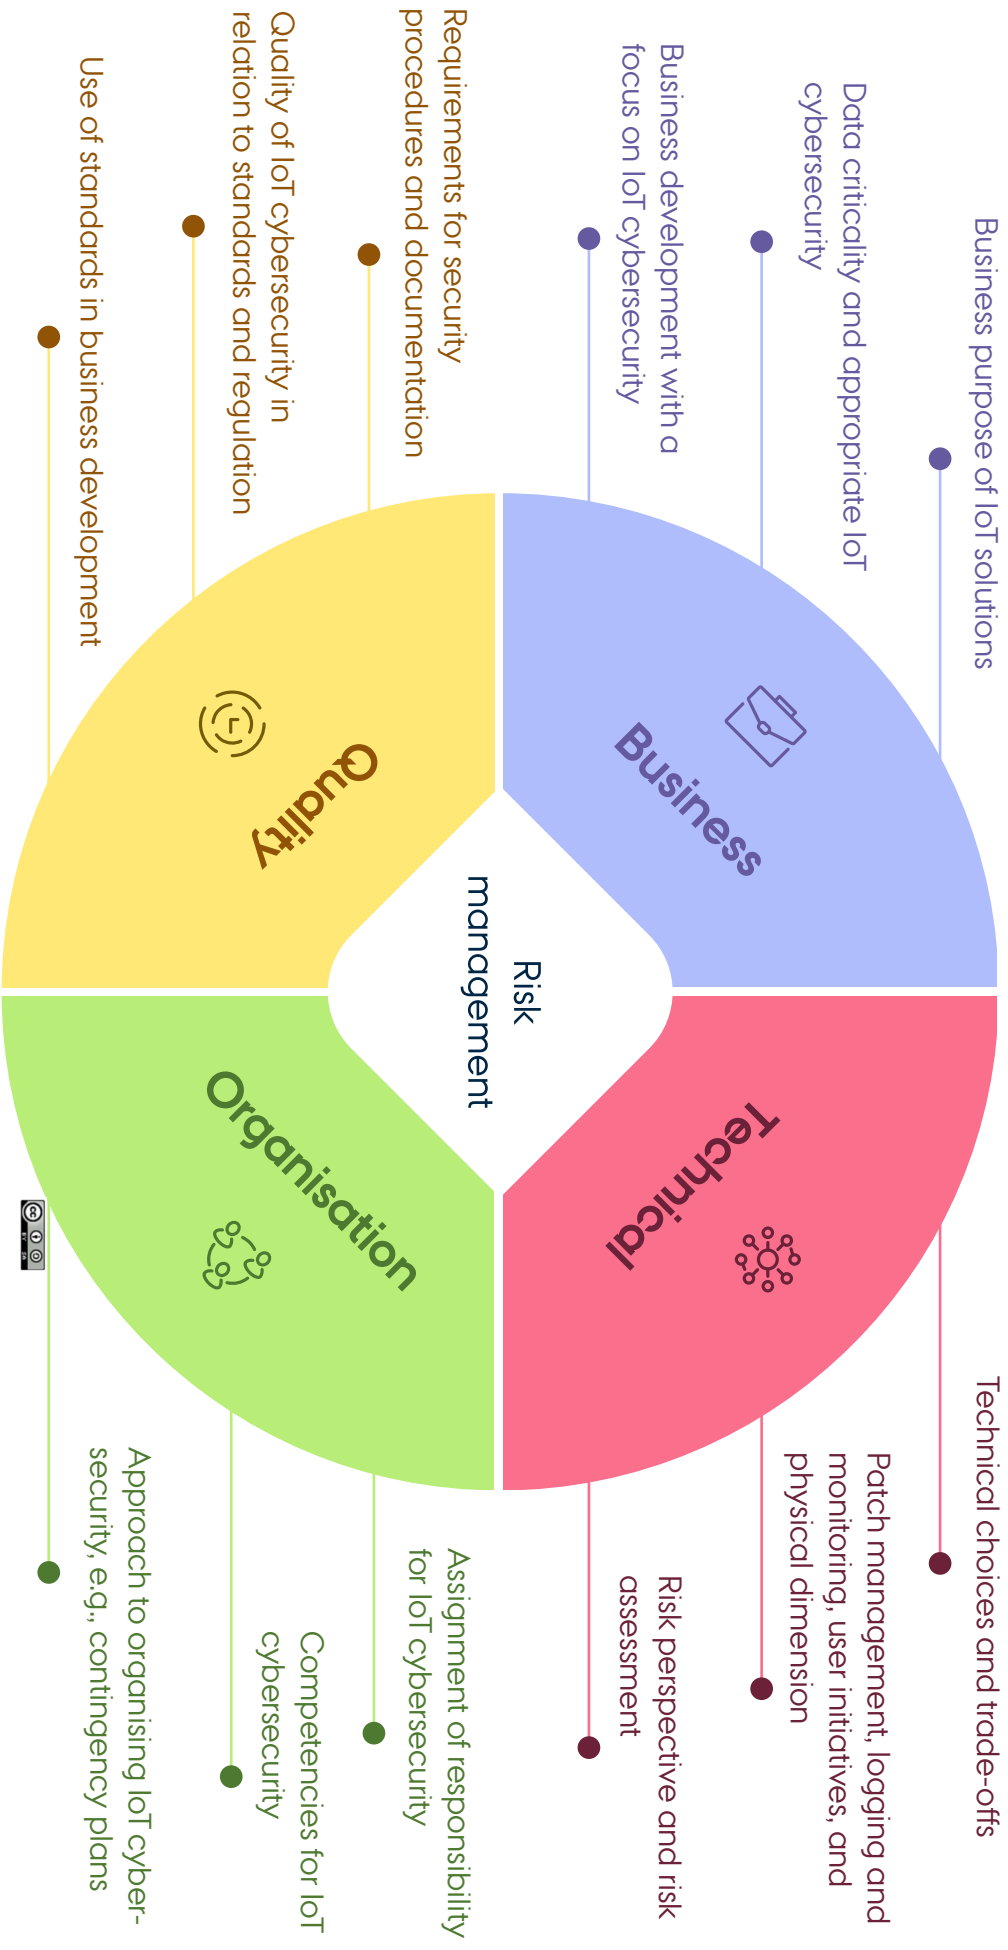 Business purpose of IoT solutions
Data criticality and appropriate IoT
cybersecurity
Business development with a
focus on IoT cybersecurity
Requirements for security
procedures and documentation
Quality of IoT cybersecurity in
relation to standards and regulation
Use of standards in business development
Business
Quality
Risk
management
Technical
Organisation
Technical choices and trade-offs
Patch management, logging and
monitoring, user initiatives, and
physical dimension
Risk perspective and risk
assessment
Assignment of responsibility
for IoT cybersecurity
Competencies for IoT
cybersecurity
Approach to organising IoT cyber-
security, e.g., contingency plans
cc
BY SA